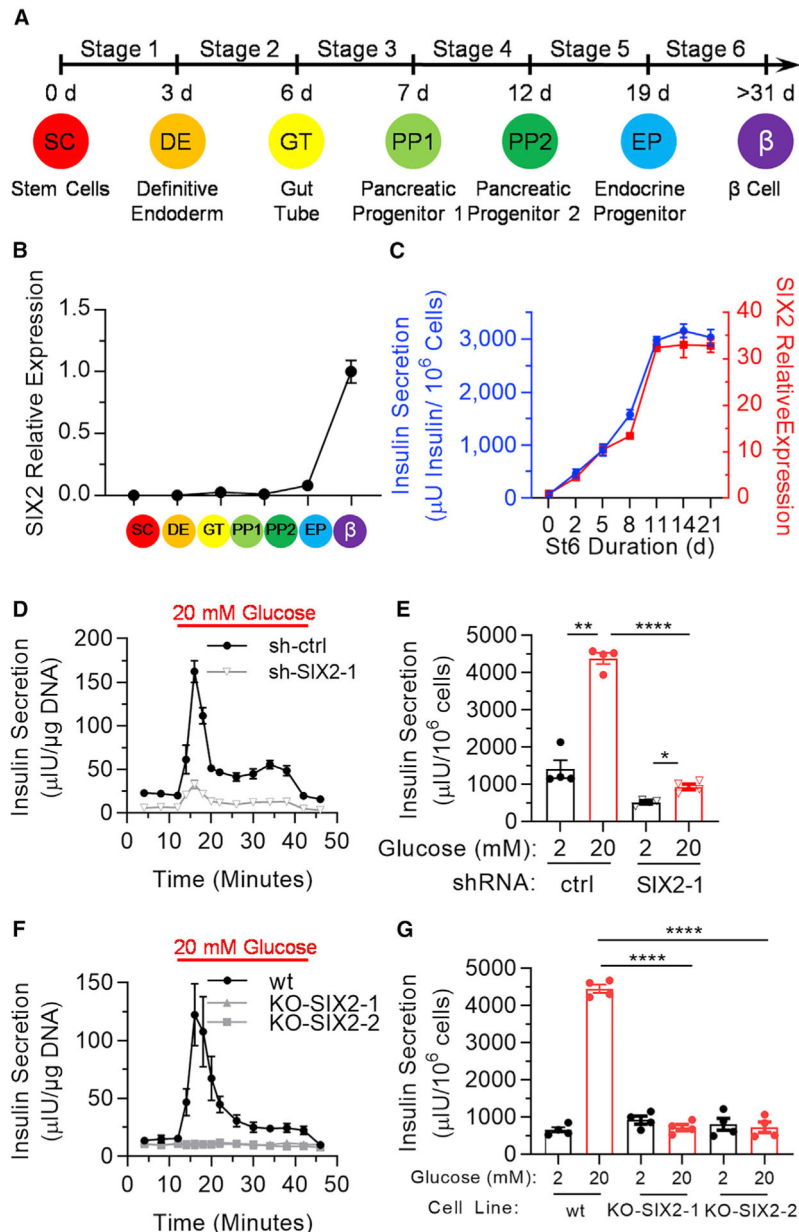 A
Stage 1 Stage 2 Stage 3 Stage 4 Stage 5 Stage 6
0 d 3 d 6 d 7 d 12 d 19 d >31 d
SC DE GT PP1 PP2 EP β
Stem Cells Definitive Gut Pancreatic Pancreatic Endocrine β Cell
Endoderm Tube Progenitor 1 Progenitor 2 Progenitor
B
SIX2 Relative Expression
1.5
1.0
0.5
0.0
SC DE GT PP1 PP2 EP β
C
Insulin Secretion
(μU Insulin/ 10⁶ Cells)
3,000
2,000
1,000
0
40
30
20
10
0
SIX2
RelativeExpression
0 2 5 8 11 14 21
St6 Duration (d)
D
20 mM Glucose
Insulin Secretion
(μIU/μg DNA)
200
150
100
50
0
sh-ctrl
sh-SIX2-1
0 10 20 30 40 50
Time (Minutes)
E
Insulin Secretion
(μIU/10⁶ cells)
5000
4000
3000
2000
1000
0
** ****
*
Glucose (mM): 2 20 2 20
shRNA: ctrl SIX2-1
F
20 mM Glucose
Insulin Secretion
(μIU/μg DNA)
150
100
50
0
wt
KO-SIX2-1
KO-SIX2-2
0 10 20 30 40 50
Time (Minutes)
G
Insulin Secretion
(μIU/10⁶ cells)
5000
4000
3000
2000
1000
0
****
****
Glucose (mM): 2 20 2 20 2 20
Cell Line: wt KO-SIX2-1 KO-SIX2-2